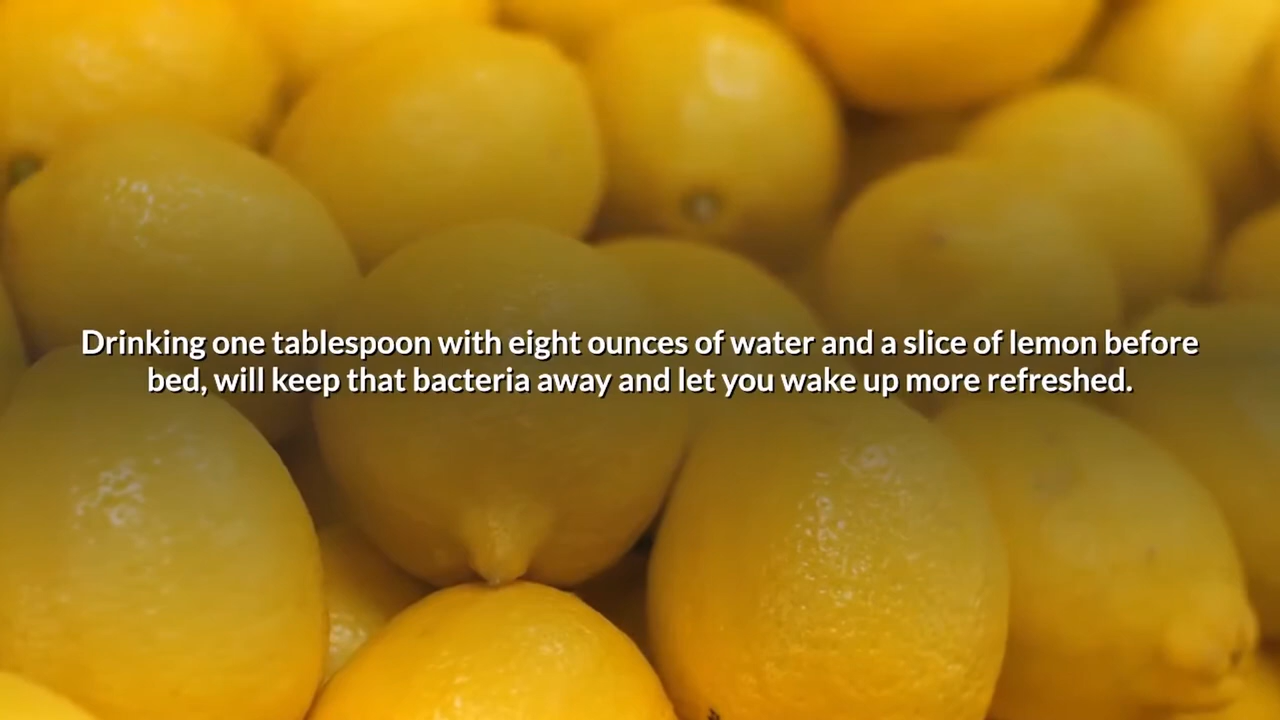 Drinking one tablespoon with eight ounces of water and a slice of lemon before
bed, will keep that bacteria away and let you wake up more refreshed.